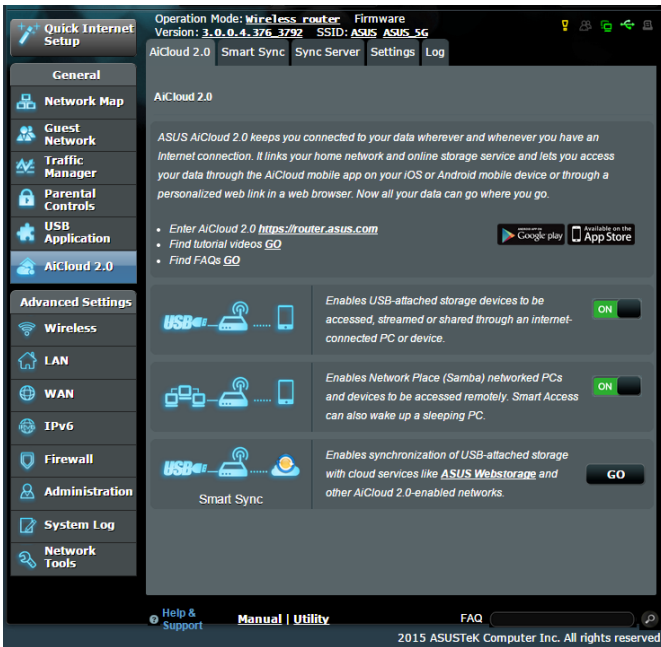 Quick Internet
Setup
Operation Mode: Wireless router Firmware
Version: 3.0.0.4.376_3792 SSID: ASUS ASUS_5G
AiCloud 2.0 Smart Sync Sync Server Settings Log
General
Network Map
Guest
Network
Traffic
Manager
Parental
Controls
USB
Application
AiCloud 2.0
Advanced Settings
Wireless
LAN
WAN
IPv6
Firewall
Administration
System Log
Network
Tools
AiCloud 2.0
ASUS AiCloud 2.0 keeps you connected to your data wherever and whenever you have an
Internet connection. It links your home network and online storage service and lets you access
your data through the AiCloud mobile app on your iOS or Android mobile device or through a
personalized web link in a web browser. Now all your data can go where you go.
Enter AiCloud 2.0 https://router.asus.com
Find tutorial videos GO
Find FAQs GO
Google play
Available on the
App Store
USB
Enables USB-attached storage devices to be
accessed, streamed or shared through an internet-
connected PC or device.
ON
Enables Network Place (Samba) networked PCs
and devices to be accessed remotely. Smart Access
can also wake up a sleeping PC.
ON
USB
Smart Sync
Enables synchronization of USB-attached storage
with cloud services like ASUS Webstorage and
other AiCloud 2.0-enabled networks.
GO
Help &
Support
Manual | Utility
FAQ
2015 ASUSTeK Computer Inc. All rights reserved